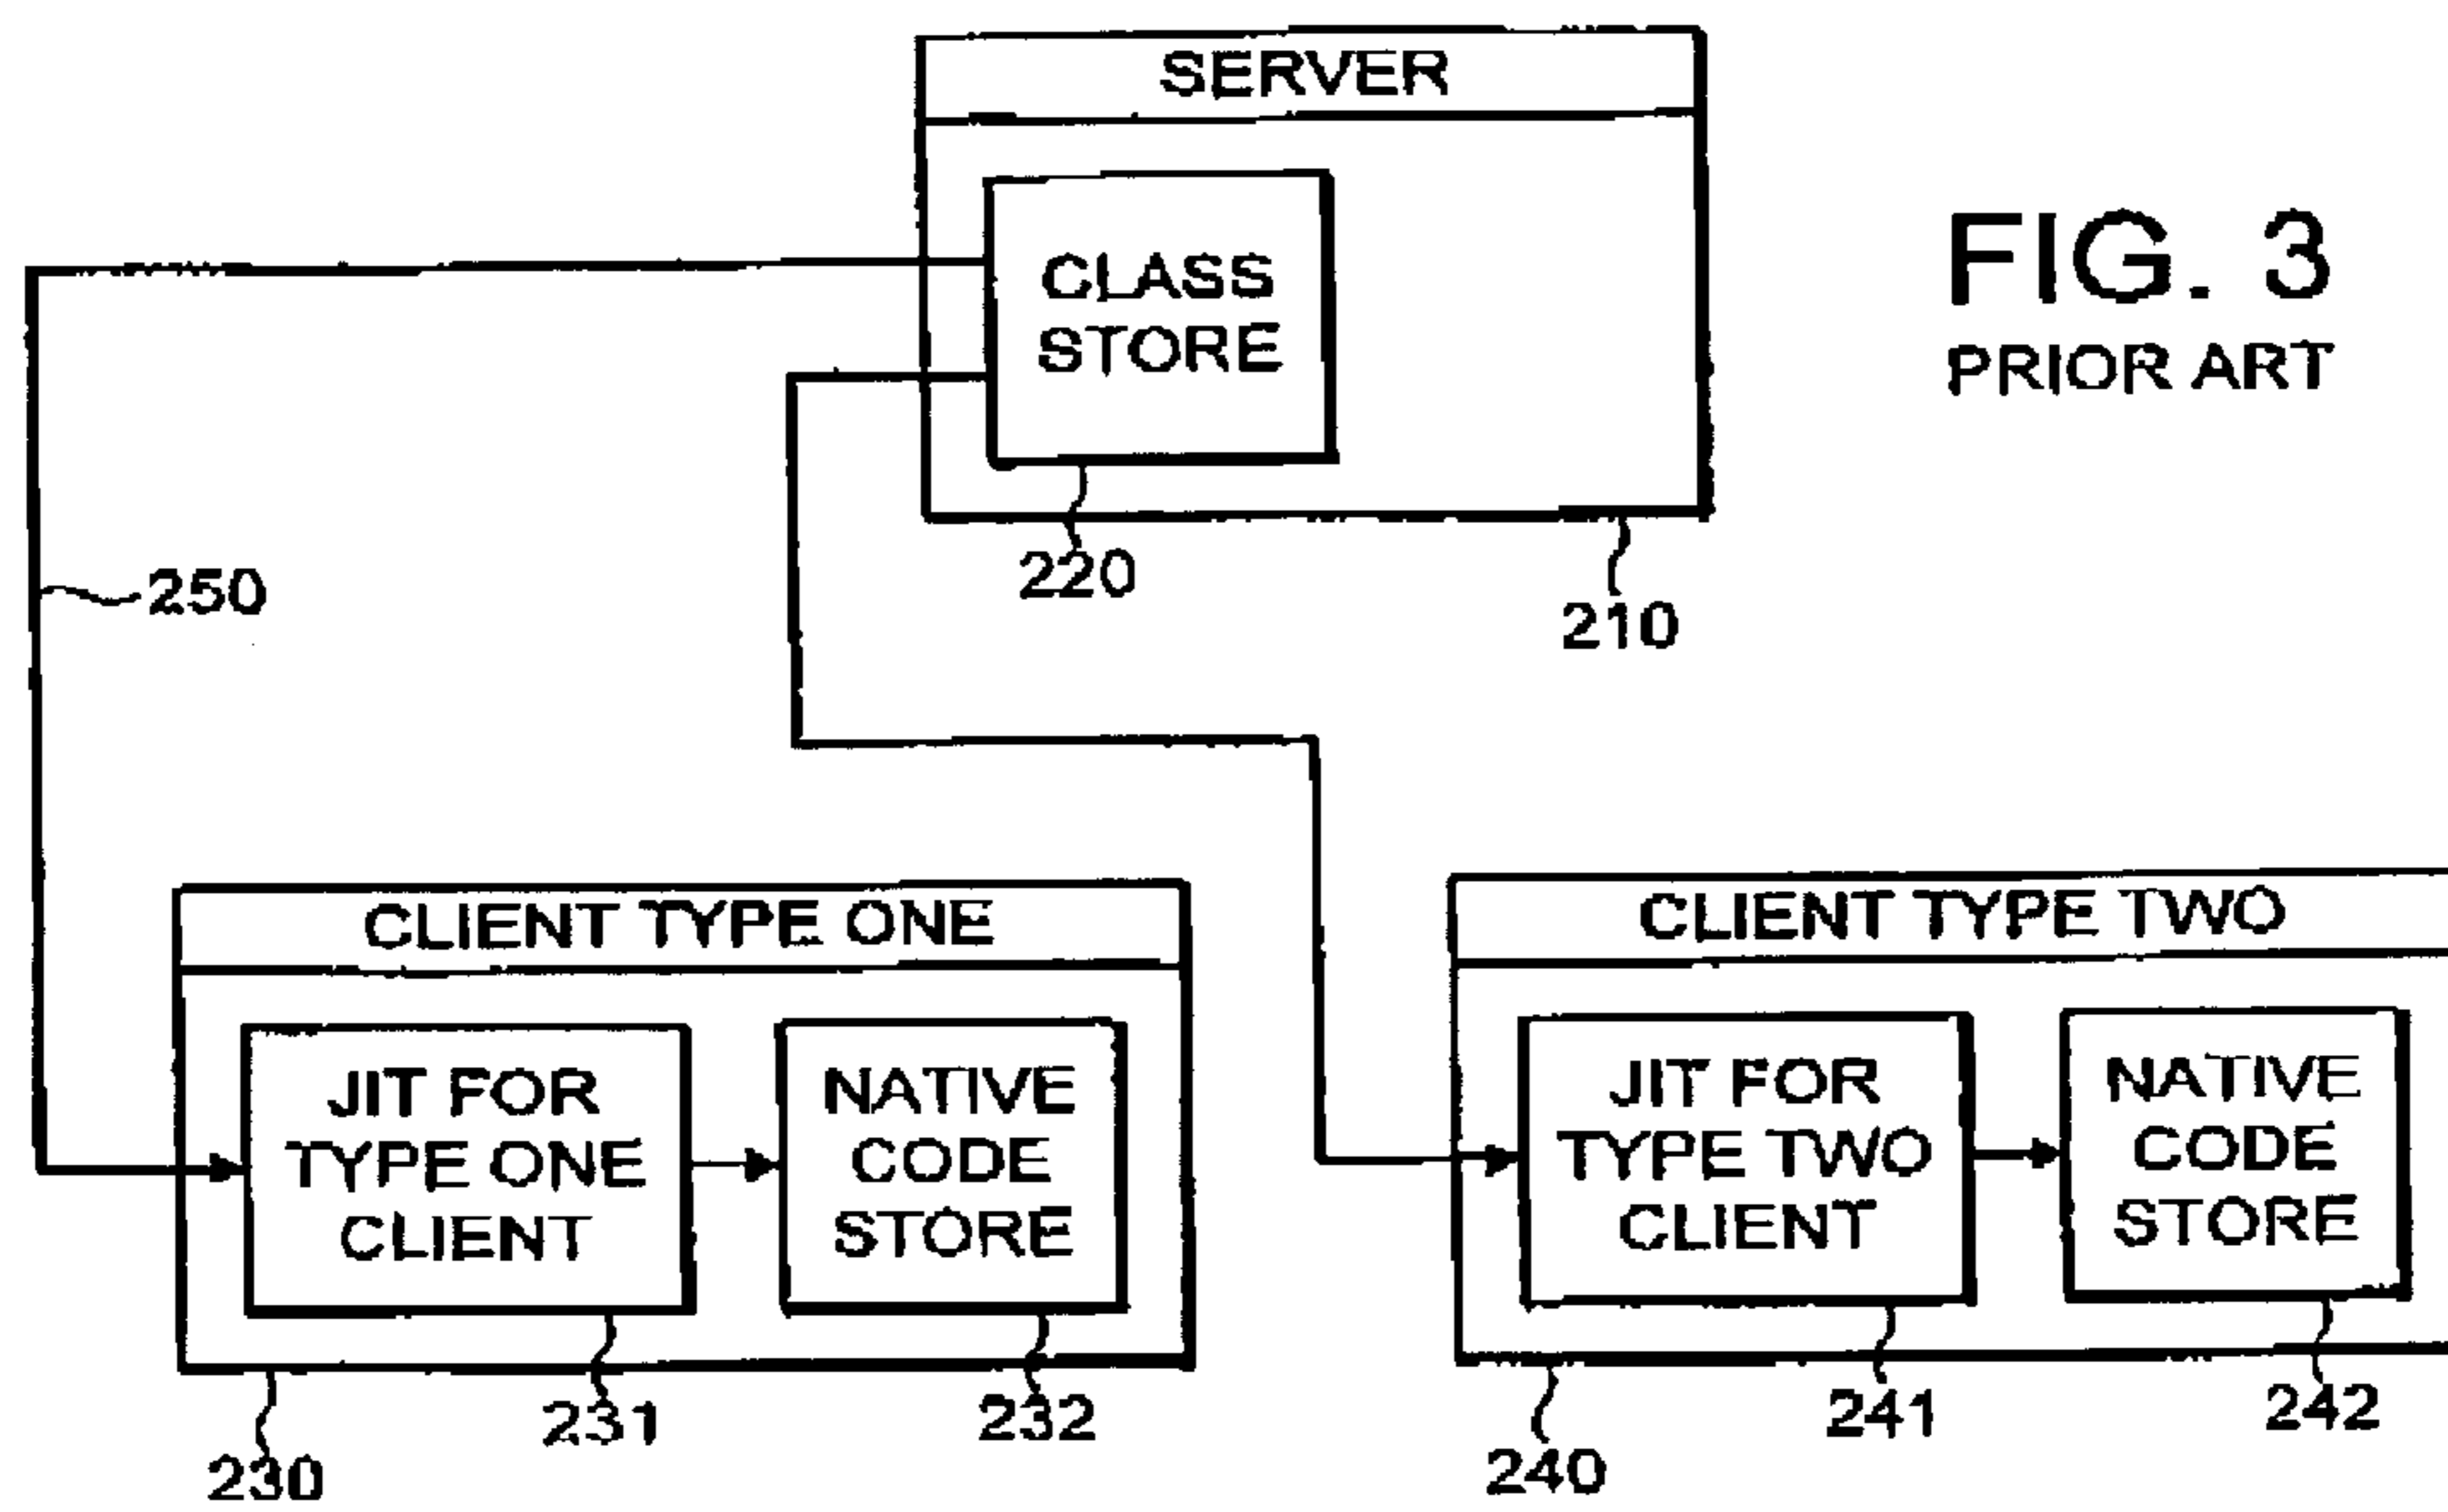 SERVER
CLASS
STORE
FIG. 3
PRIOR ART
220
210
250
CLIENT TYPE ONE
JIT FOR
TYPE ONE
CLIENT
NATIVE
CODE
STORE
231
232
230
CLIENT TYPE TWO
JIT FOR
TYPE TWO
CLIENT
NATIVE
CODE
STORE
241
242
240